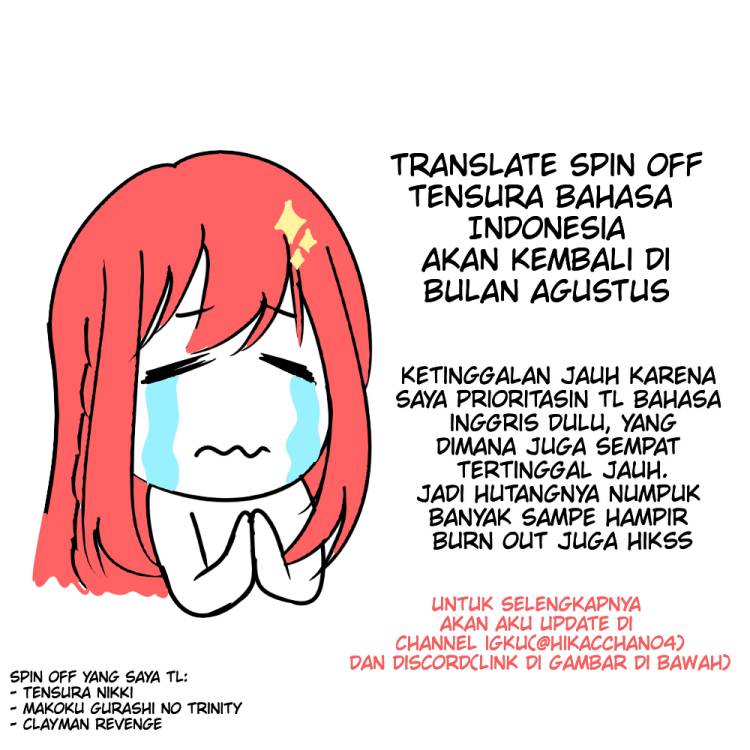 TRANSLATE SPIN OFF
TENSURA BAHASA
INDONESIA
AKAN KEMBALI DI
BULAN AGUSTUS
KETINGGALAN JAUH KARENA
SAYA PRIORITASIN TL BAHASA
INGGRIS DULU, YANG
DIMANA JUGA SEMPAT
TERTINGGAL JAUH.
JADI HUTANGNYA NUMPUK
BANYAK SAMPE HAMPIR
BURN OUT JUGA HIKSS
UNTUK SELENGKAPNYA
AKAN AKU UPDATE DI
CHANNEL IGKU(@HIKACCHAN04)
DAN DISCORD(LINK DI GAMBAR DI BAWAH)
SPIN OFF YANG SAYA TL:
- TENSURA NIKKI
- MAKOKU GURASHI NO TRINITY
- CLAYMAN REVENGE